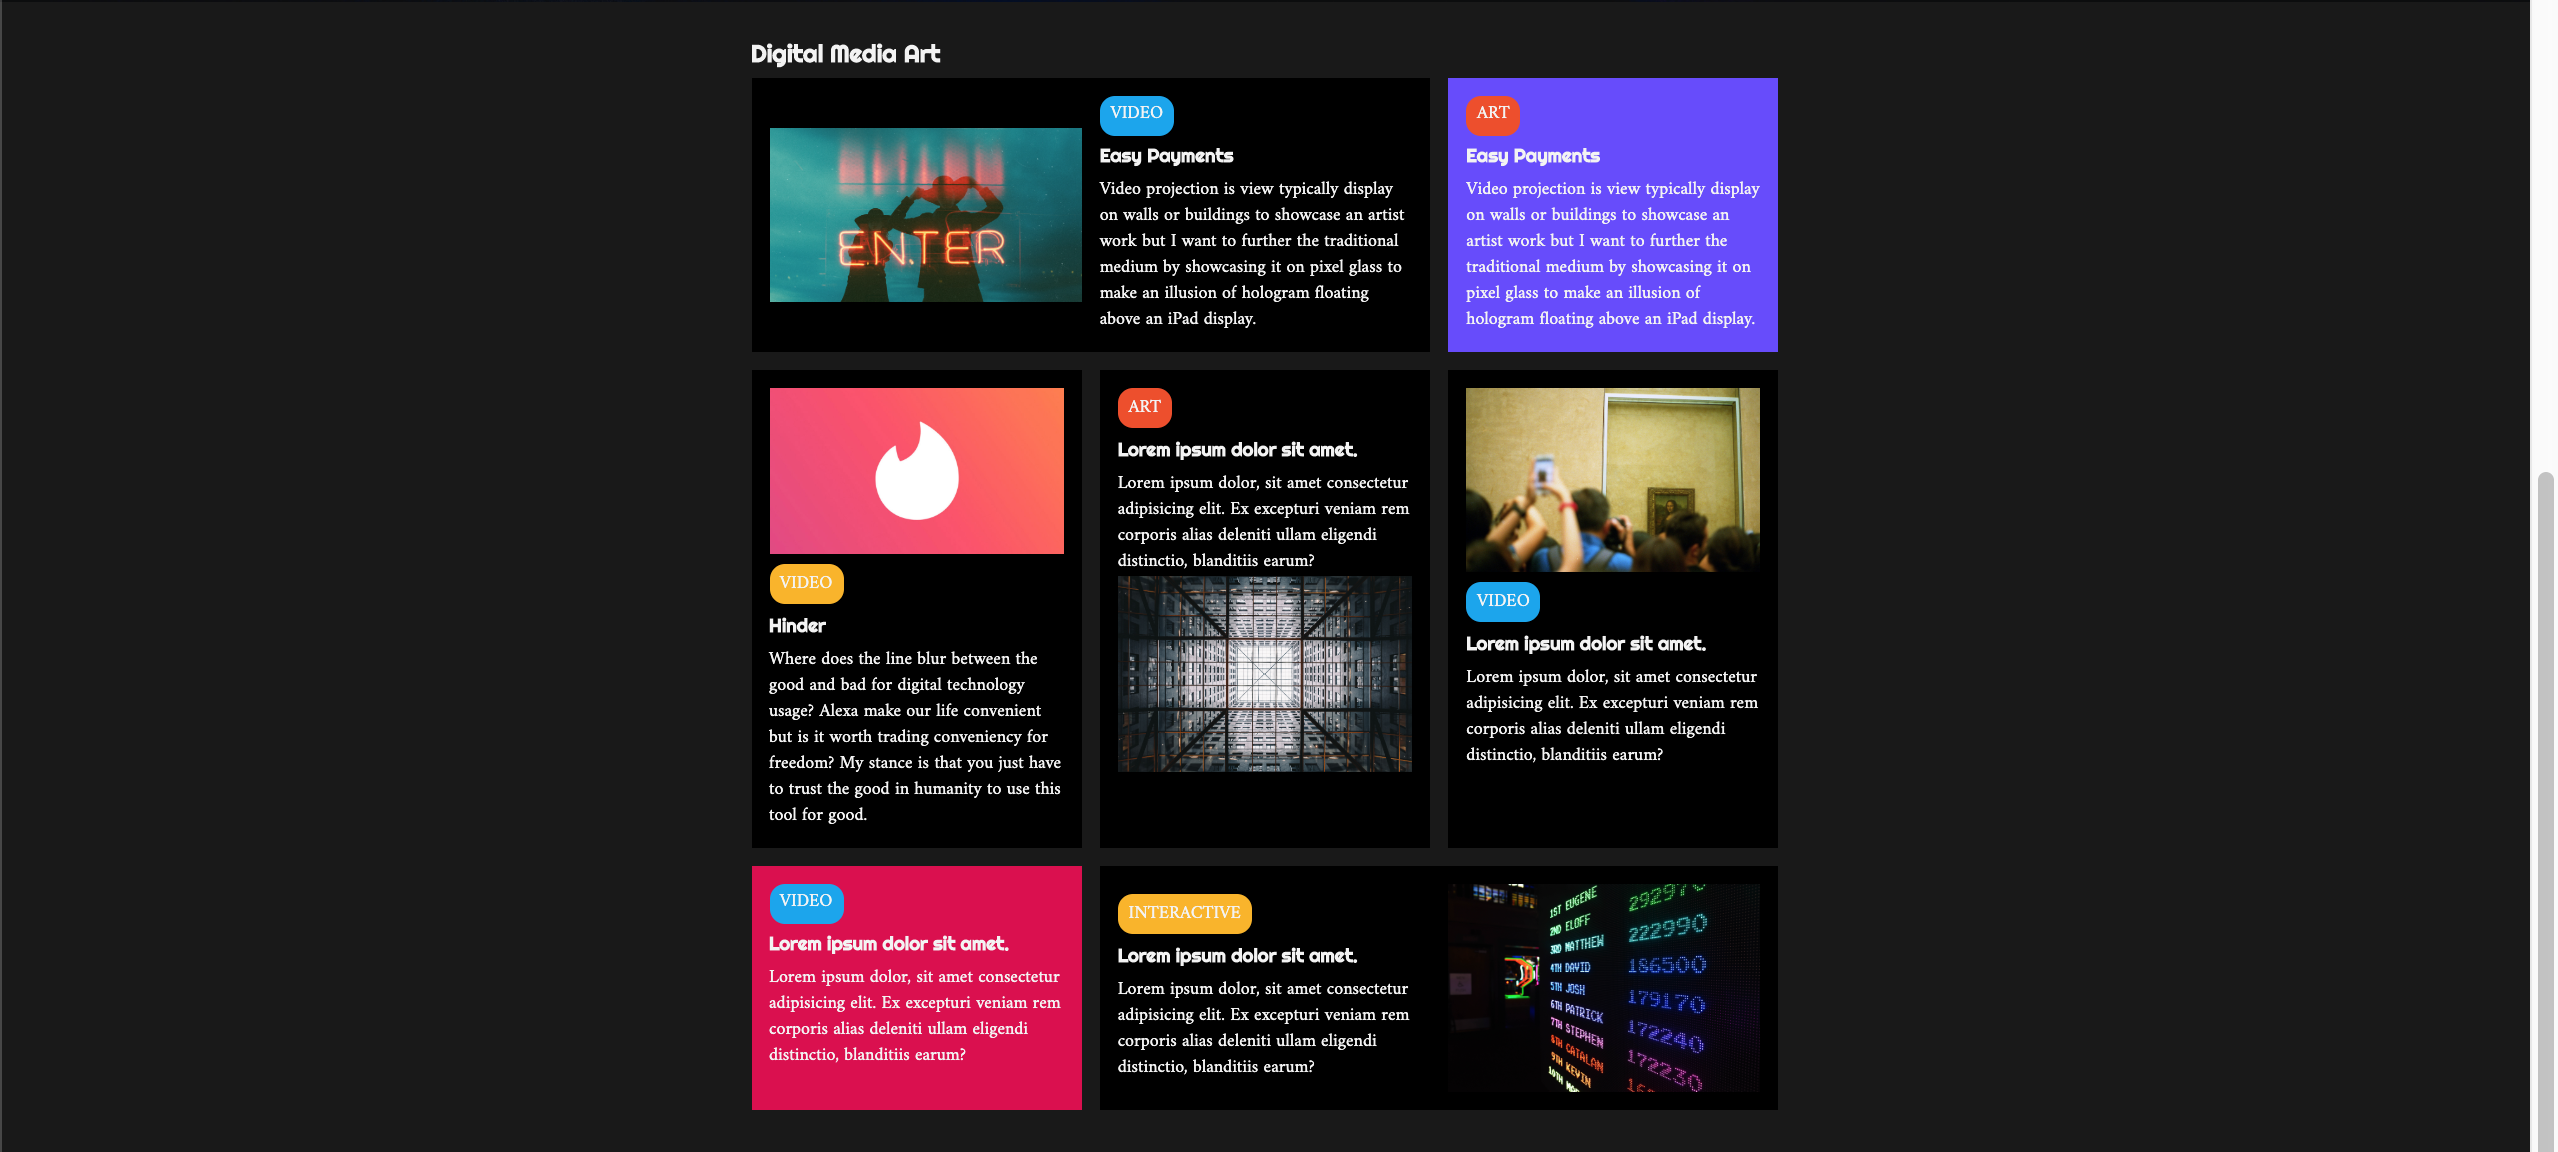 Digital Media Art
ENTER
VIDEO
Easy Payments
Video projection is view typically display
on walls or buildings to showcase an artist
work but I want to further the traditional
medium by showcasing it on pixel glass to
make an illusion of hologram floating
above an iPad display.
ART
Easy Payments
Video projection is view typically display
on walls or buildings to showcase an
artist work but I want to further the
traditional medium by showcasing it on
pixel glass to make an illusion of
hologram floating above an iPad display.
VIDEO
Hinder
Where does the line blur between the
good and bad for digital technology
usage? Alexa make our life convenient
but is it worth trading conveniency for
freedom? My stance is that you just have
to trust the good in humanity to use this
tool for good.
ART
Lorem ipsum dolor sit amet.
Lorem ipsum dolor, sit amet consectetur
adipisicing elit. Ex excepturi veniam rem
corporis alias deleniti ullam eligendi
distinctio, blanditiis earum?
VIDEO
Lorem ipsum dolor sit amet.
Lorem ipsum dolor, sit amet consectetur
adipisicing elit. Ex excepturi veniam rem
corporis alias deleniti ullam eligendi
distinctio, blanditiis earum?
VIDEO
Lorem ipsum dolor sit amet.
Lorem ipsum dolor, sit amet consectetur
adipisicing elit. Ex excepturi veniam rem
corporis alias deleniti ullam eligendi
distinctio, blanditiis earum?
INTERACTIVE
Lorem ipsum dolor sit amet.
Lorem ipsum dolor, sit amet consectetur
adipisicing elit. Ex excepturi veniam rem
corporis alias deleniti ullam eligendi
distinctio, blanditiis earum?
1ST EUGENE 292970
2ND ELOFF 222990
3RD MATTHEW 186500
4TH DAVID 179170
5TH JOSH 172240
6TH PATRICK 172230
7TH STEPHEN
8TH CATALAN
9TH KEVIN
10TH